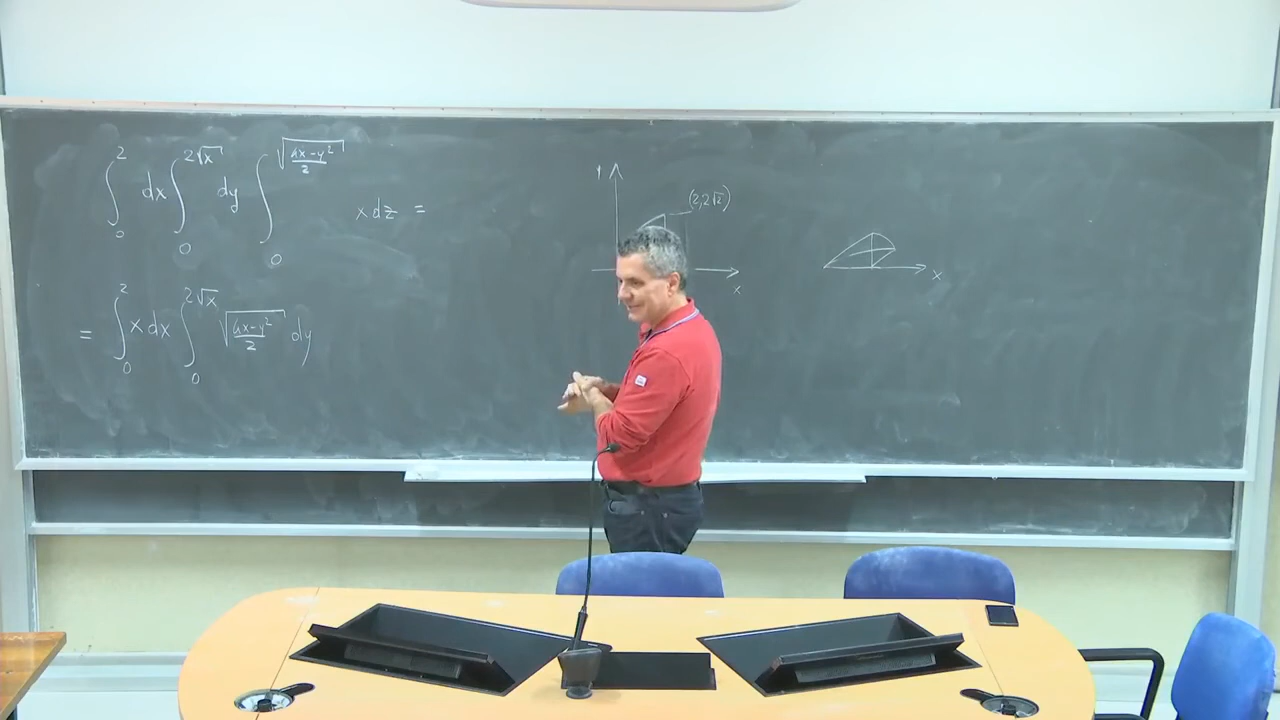 ∫₀² dx ∫₀^{2√x} dy ∫₀^{√((4x-y²)/2)} x dz =
= ∫₀² x dx ∫₀^{2√x} √((4x-y²)/2) dy
y
(2,2√2)
x
x